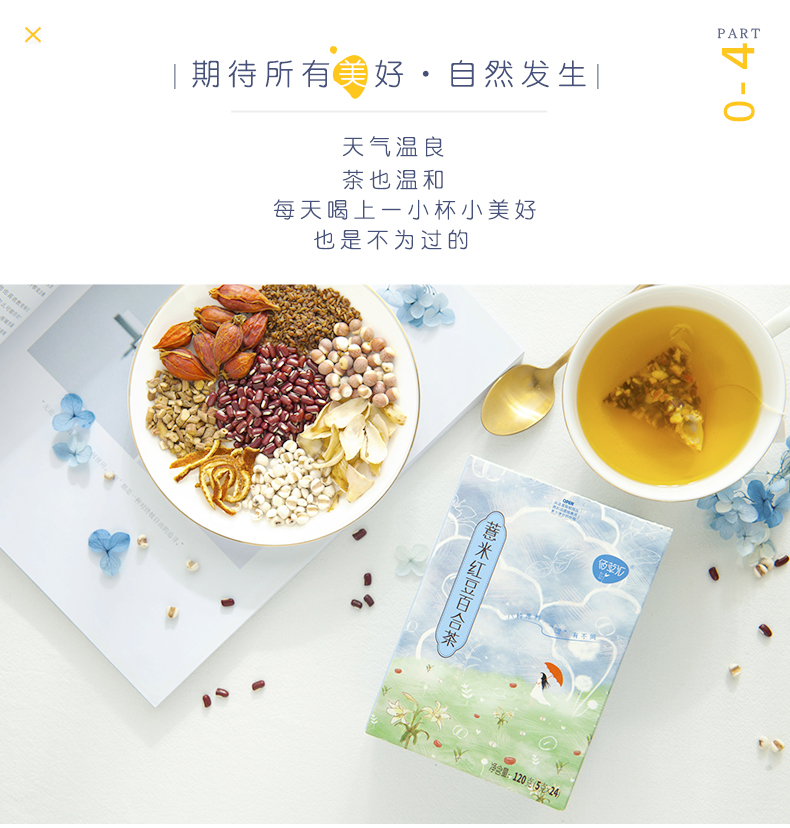 PART
0-4
期待所有美好·自然发生
天气温良
茶也温和
每天喝上一小杯小美好
也是不为过的
OPEN
薏米红豆百合茶
净含量:120克(5克×24)